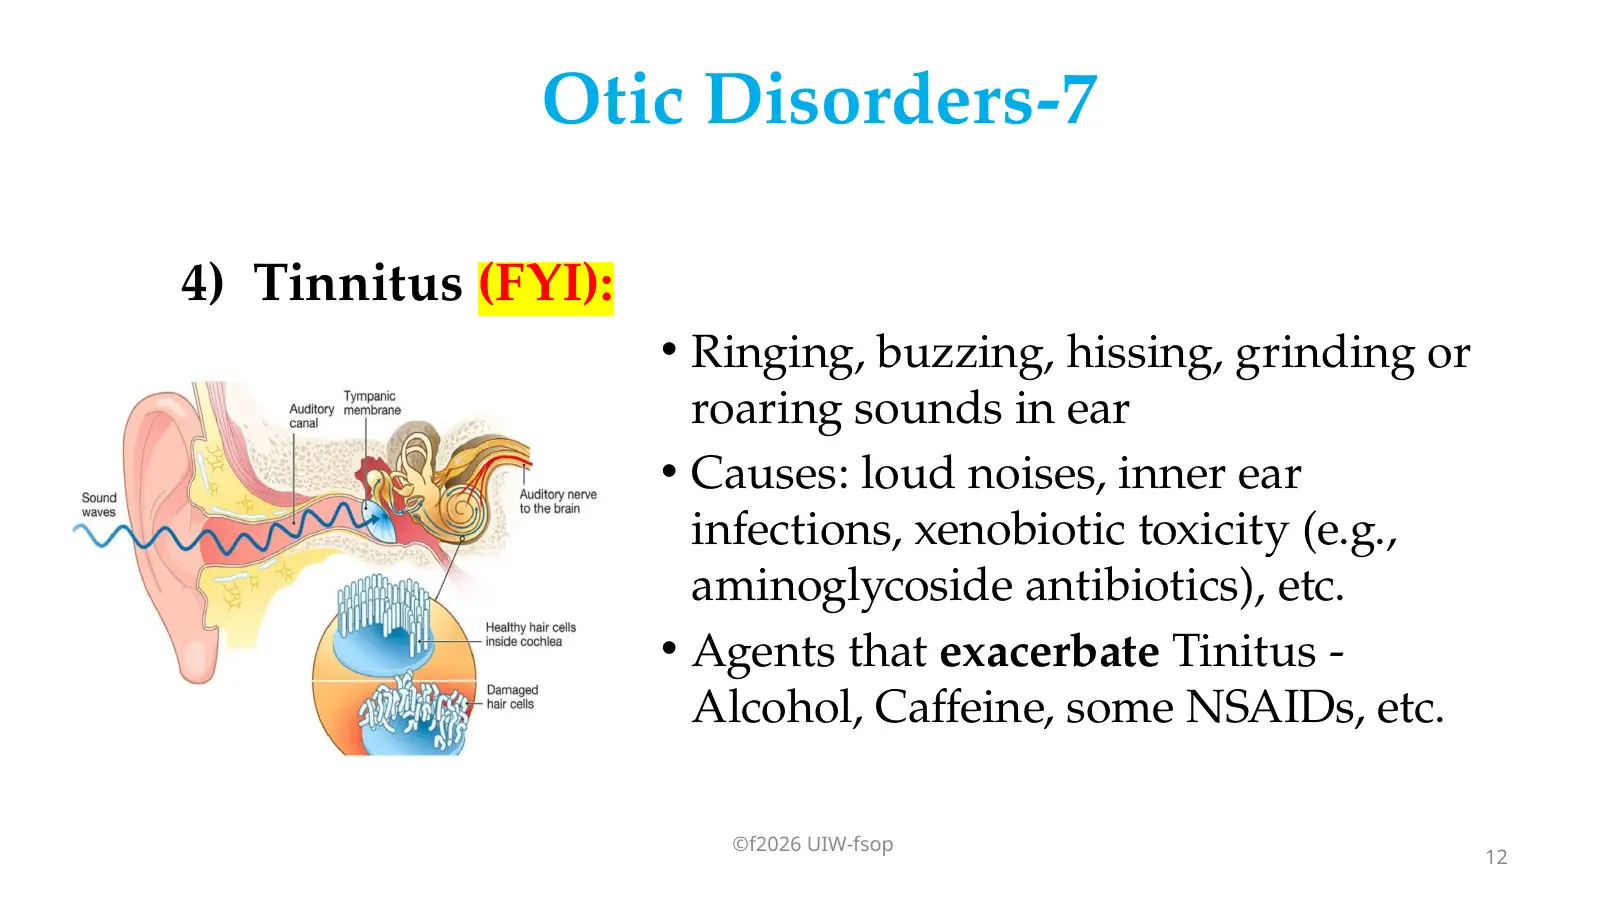 Otic Disorders-7
4) Tinnitus (FYI):
• Ringing, buzzing, hissing, grinding or
roaring sounds in ear
• Causes: loud noises, inner ear
infections, xenobiotic toxicity (e.g.,
aminoglycoside antibiotics), etc.
• Agents that exacerbate Tinitus -
Alcohol, Caffeine, some NSAIDs, etc.
Tympanic
membrane
Auditory
canal
Sound
waves
Auditory nerve
to the brain
Healthy hair cells
inside cochlea
Damaged
hair cells
©f2026 UIW-fsop
12